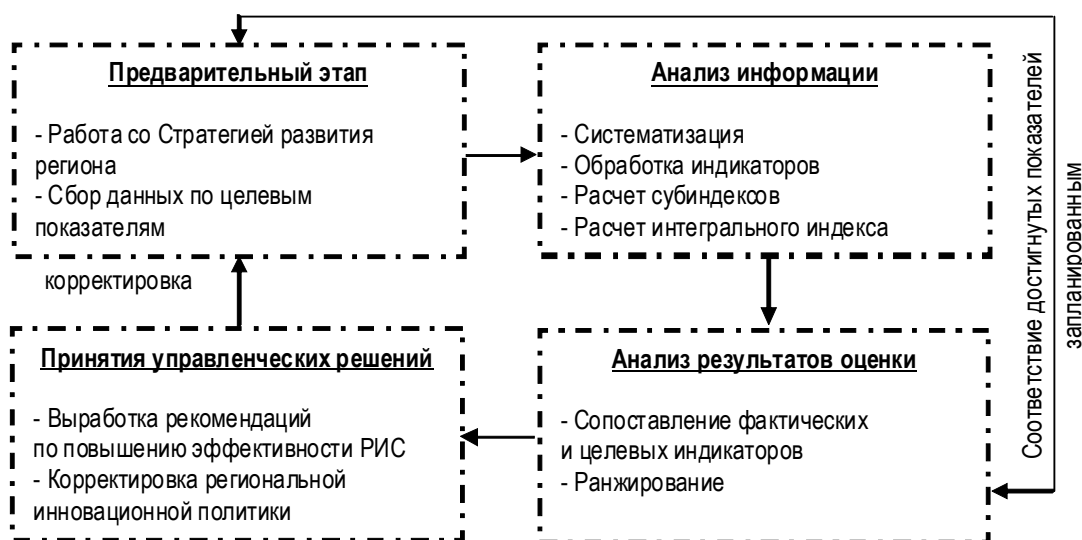 Предварительный этап
- Работа со Стратегией развития
региона
- Сбор данных по целевым
показателям
Анализ информации
- Систематизация
- Обработка индикаторов
- Расчет субиндексов
- Расчет интегрального индекса
Соответствие достигнутых показателей
запланированным
корректировка
Принятия управленческих решений
- Выработка рекомендаций
по повышению эффективности РИС
- Корректировка региональной
инновационной политики
Анализ результатов оценки
- Сопоставление фактических
и целевых индикаторов
- Ранжирование